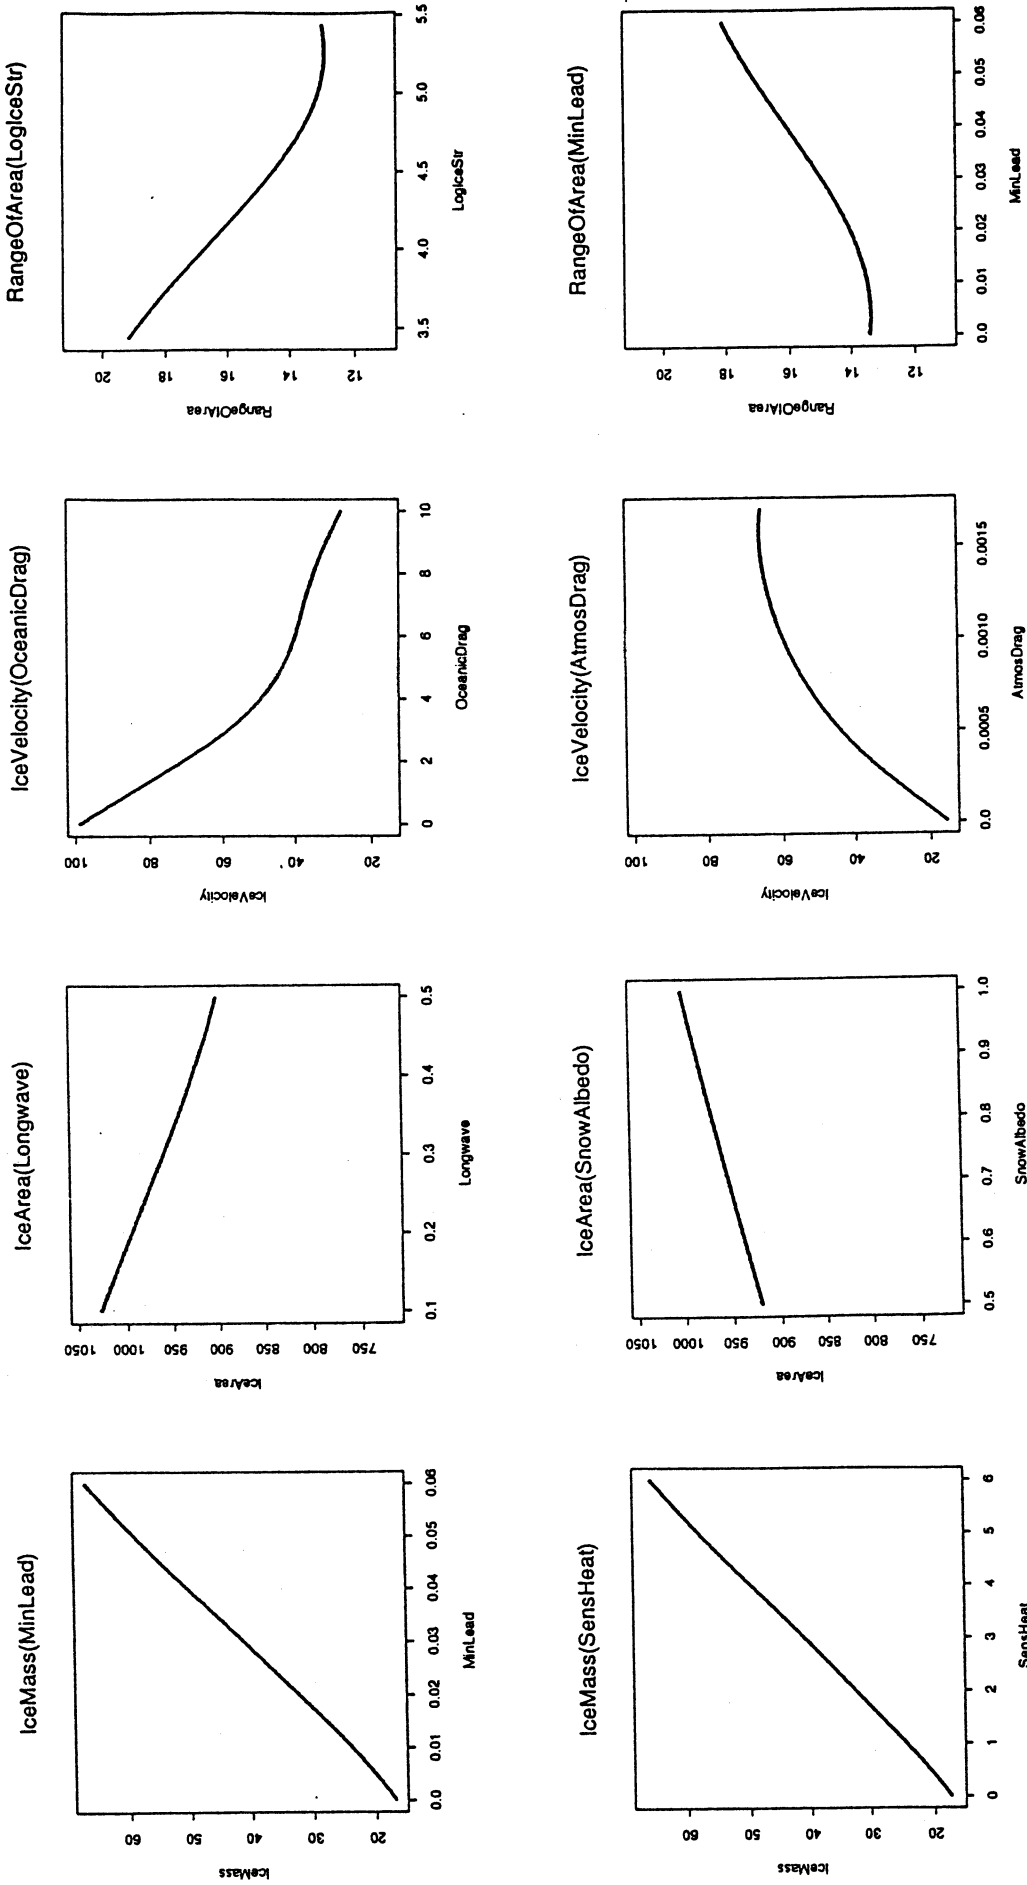 IceMass(MinLead)
IceMass
60
50
40
30
20
0.0 0.01 0.02 0.03 0.04 0.05 0.06
MinLead
IceArea(Longwave)
IceArea
1050
1000
950
900
850
800
750
0.1 0.2 0.3 0.4 0.5
Longwave
IceVelocity(OceanicDrag)
IceVelocity
100
80
60
40
20
0 2 4 6 8 10
OceanicDrag
RangeOfArea(LogIceStr)
RangeOfArea
20
18
16
14
12
3.5 4.0 4.5 5.0 5.5
LogIceStr
IceMass(SensHeat)
IceMass
60
50
40
30
20
0 1 2 3 4 5 6
SensHeat
IceArea(SnowAlbedo)
IceArea
1050
1000
950
900
850
800
750
0.5 0.6 0.7 0.8 0.9 1.0
SnowAlbedo
IceVelocity(AtmosDrag)
IceVelocity
100
80
60
40
20
0.0 0.0005 0.0010 0.0015
AtmosDrag
RangeOfArea(MinLead)
RangeOfArea
20
18
16
14
12
0.0 0.01 0.02 0.03 0.04 0.05 0.06
MinLead